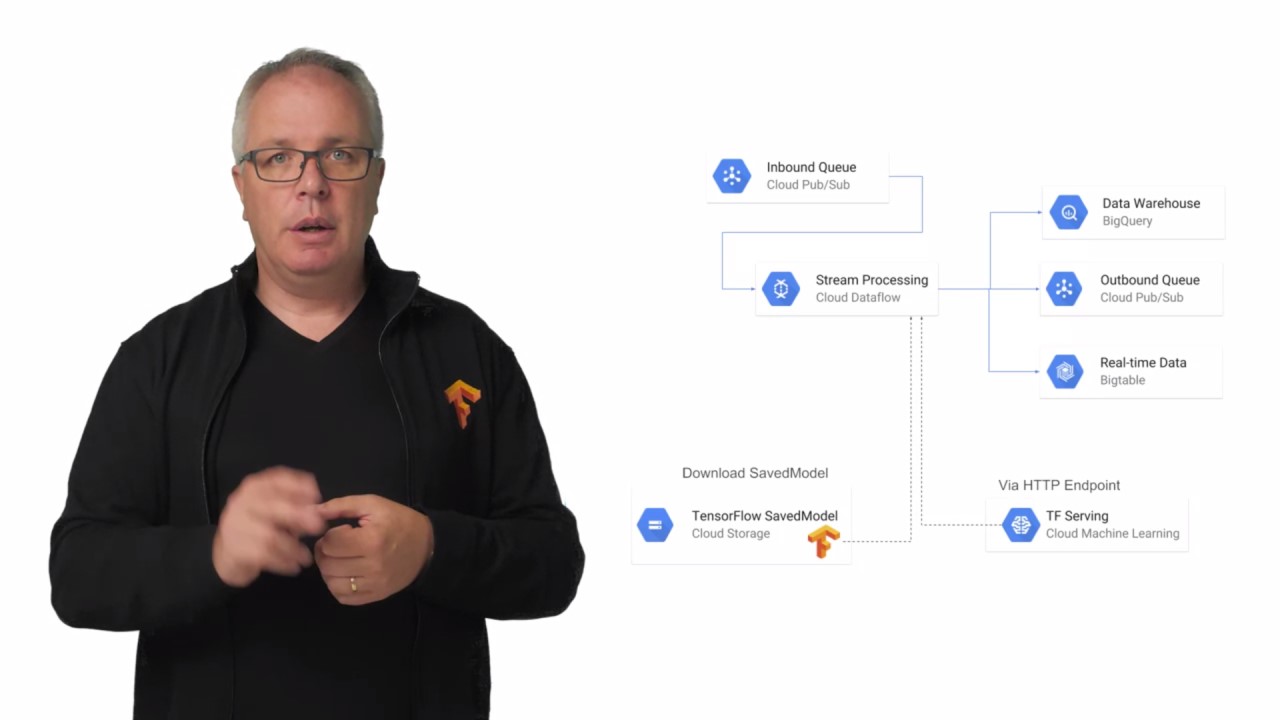 Inbound Queue
Cloud Pub/Sub
Data Warehouse
BigQuery
Stream Processing
Cloud Dataflow
Outbound Queue
Cloud Pub/Sub
Real-time Data
Bigtable
Download SavedModel
TensorFlow SavedModel
Cloud Storage
Via HTTP Endpoint
TF Serving
Cloud Machine Learning